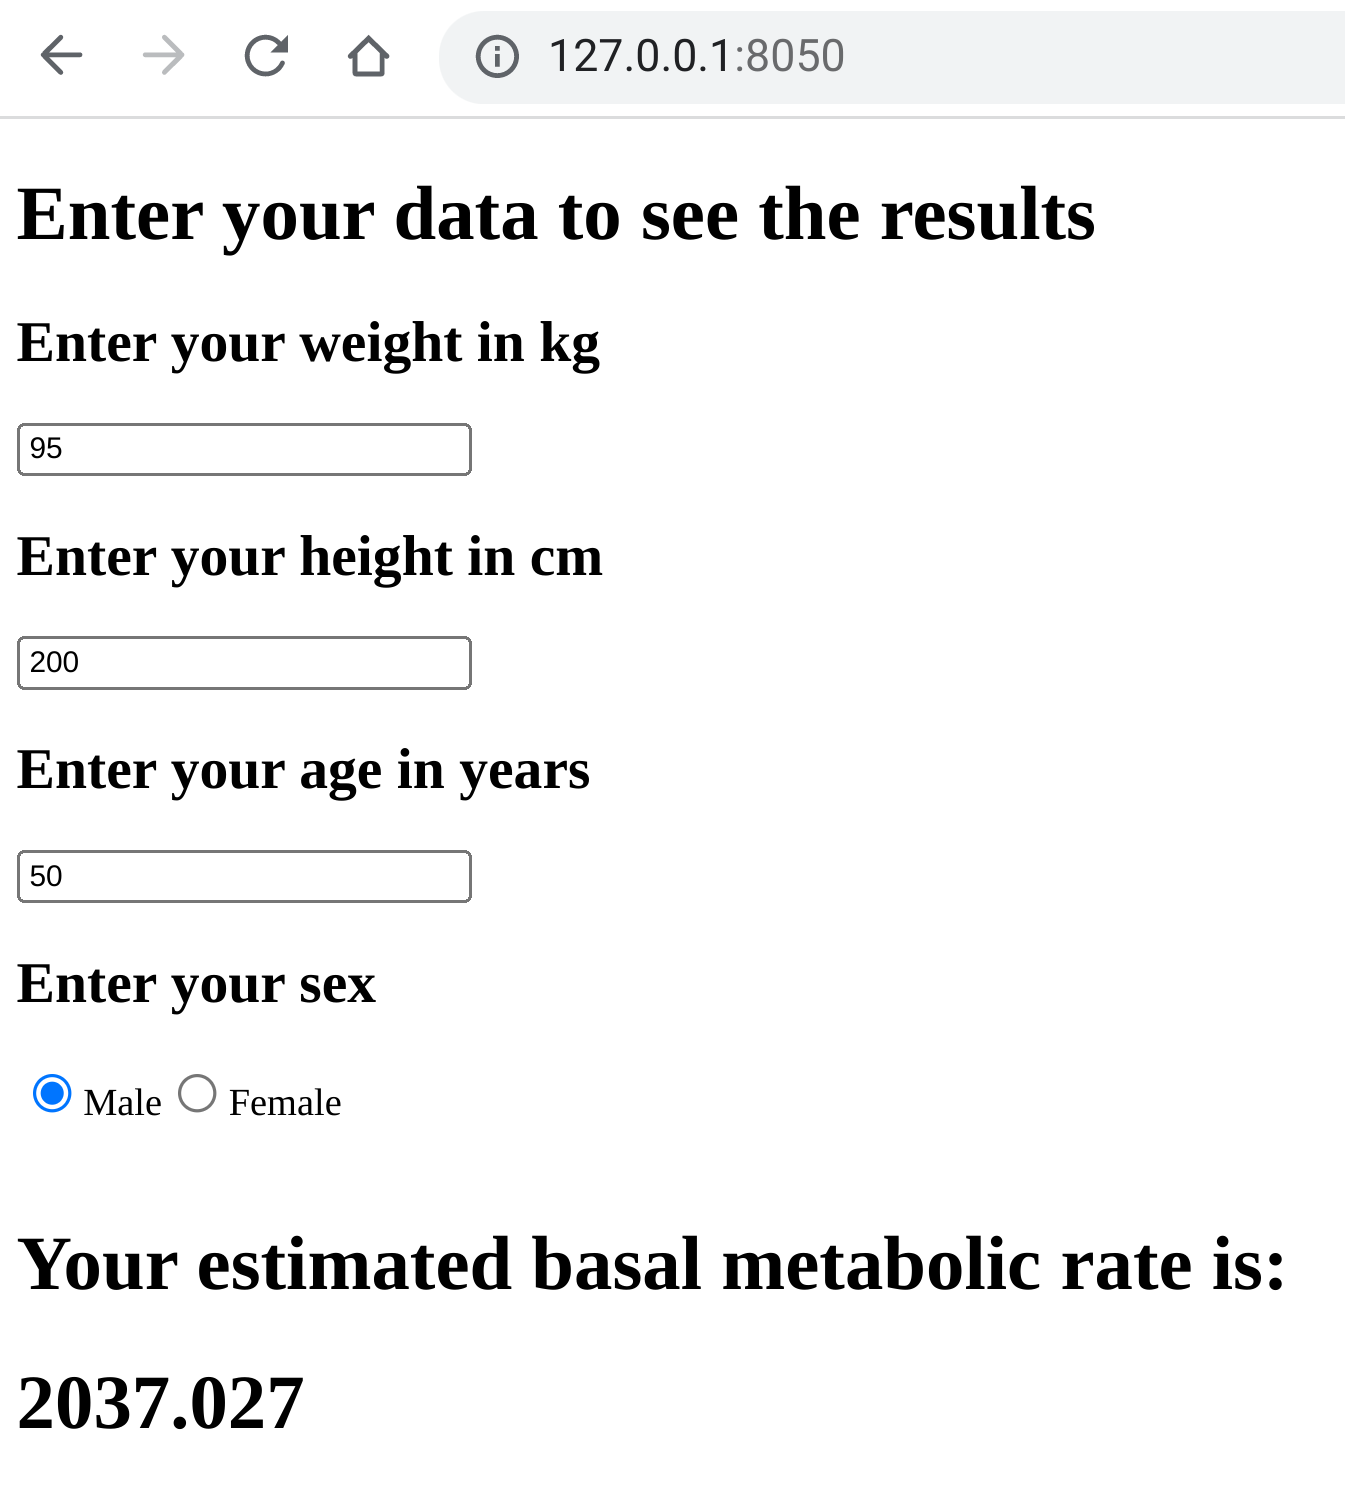 127.0.0.1:8050
Enter your data to see the results
Enter your weight in kg
95
Enter your height in cm
200
Enter your age in years
50
Enter your sex
Male Female
Your estimated basal metabolic rate is:
2037.027